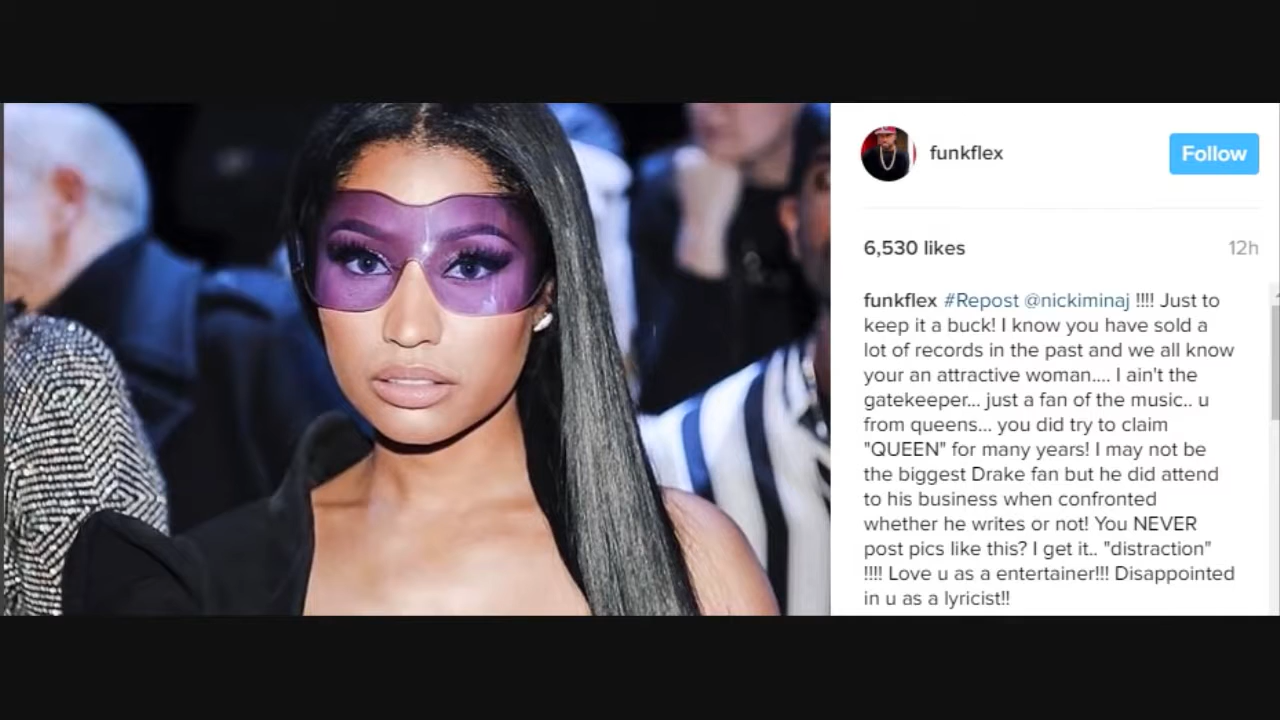 funkflex
Follow
6,530 likes
12h
funkflex #Repost @nickiminaj !!!! Just to
keep it a buck! I know you have sold a
lot of records in the past and we all know
your an attractive woman.... I ain't the
gatekeeper... just a fan of the music.. u
from queens... you did try to claim
"QUEEN" for many years! I may not be
the biggest Drake fan but he did attend
to his business when confronted
whether he writes or not! You NEVER
post pics like this? I get it.. "distraction"
!!!! Love u as a entertainer!!! Disappointed
in u as a lyricist!!